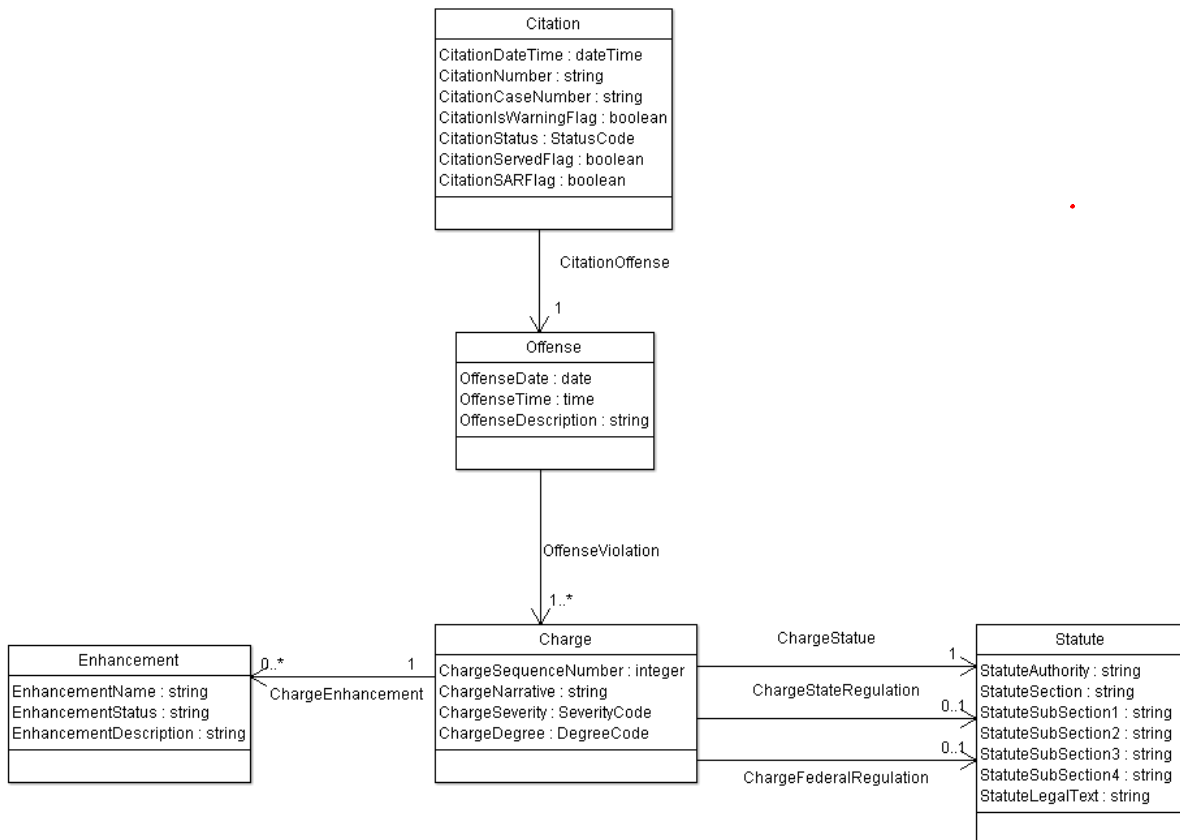 Citation
CitationDateTime : dateTime
CitationNumber : string
CitationCaseNumber : string
CitationIsWarningFlag : boolean
CitationStatus : StatusCode
CitationServedFlag : boolean
CitationSARFlag : boolean
CitationOffense
1
Offense
OffenseDate : date
OffenseTime : time
OffenseDescription : string
OffenseViolation
1..*
Enhancement
EnhancementName : string
EnhancementStatus : string
EnhancementDescription : string
0..*
1
ChargeEnhancement
Charge
ChargeSequenceNumber : integer
ChargeNarrative : string
ChargeSeverity : SeverityCode
ChargeDegree : DegreeCode
ChargeStatue
1
ChargeStateRegulation
0..1
0..1
ChargeFederalRegulation
Statute
StatuteAuthority : string
StatuteSection : string
StatuteSubSection1 : string
StatuteSubSection2 : string
StatuteSubSection3 : string
StatuteSubSection4 : string
StatuteLegalText : string